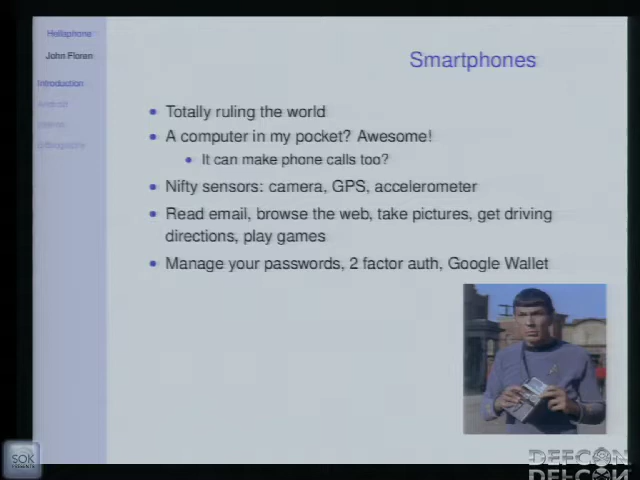 Hellaphone
John Floren
Introduction
Smartphones
Totally ruling the world
A computer in my pocket? Awesome!
It can make phone calls too?
Nifty sensors: camera, GPS, accelerometer
Read email, browse the web, take pictures, get driving
directions, play games
Manage your passwords, 2 factor auth, Google Wallet
SOK
DEFCON